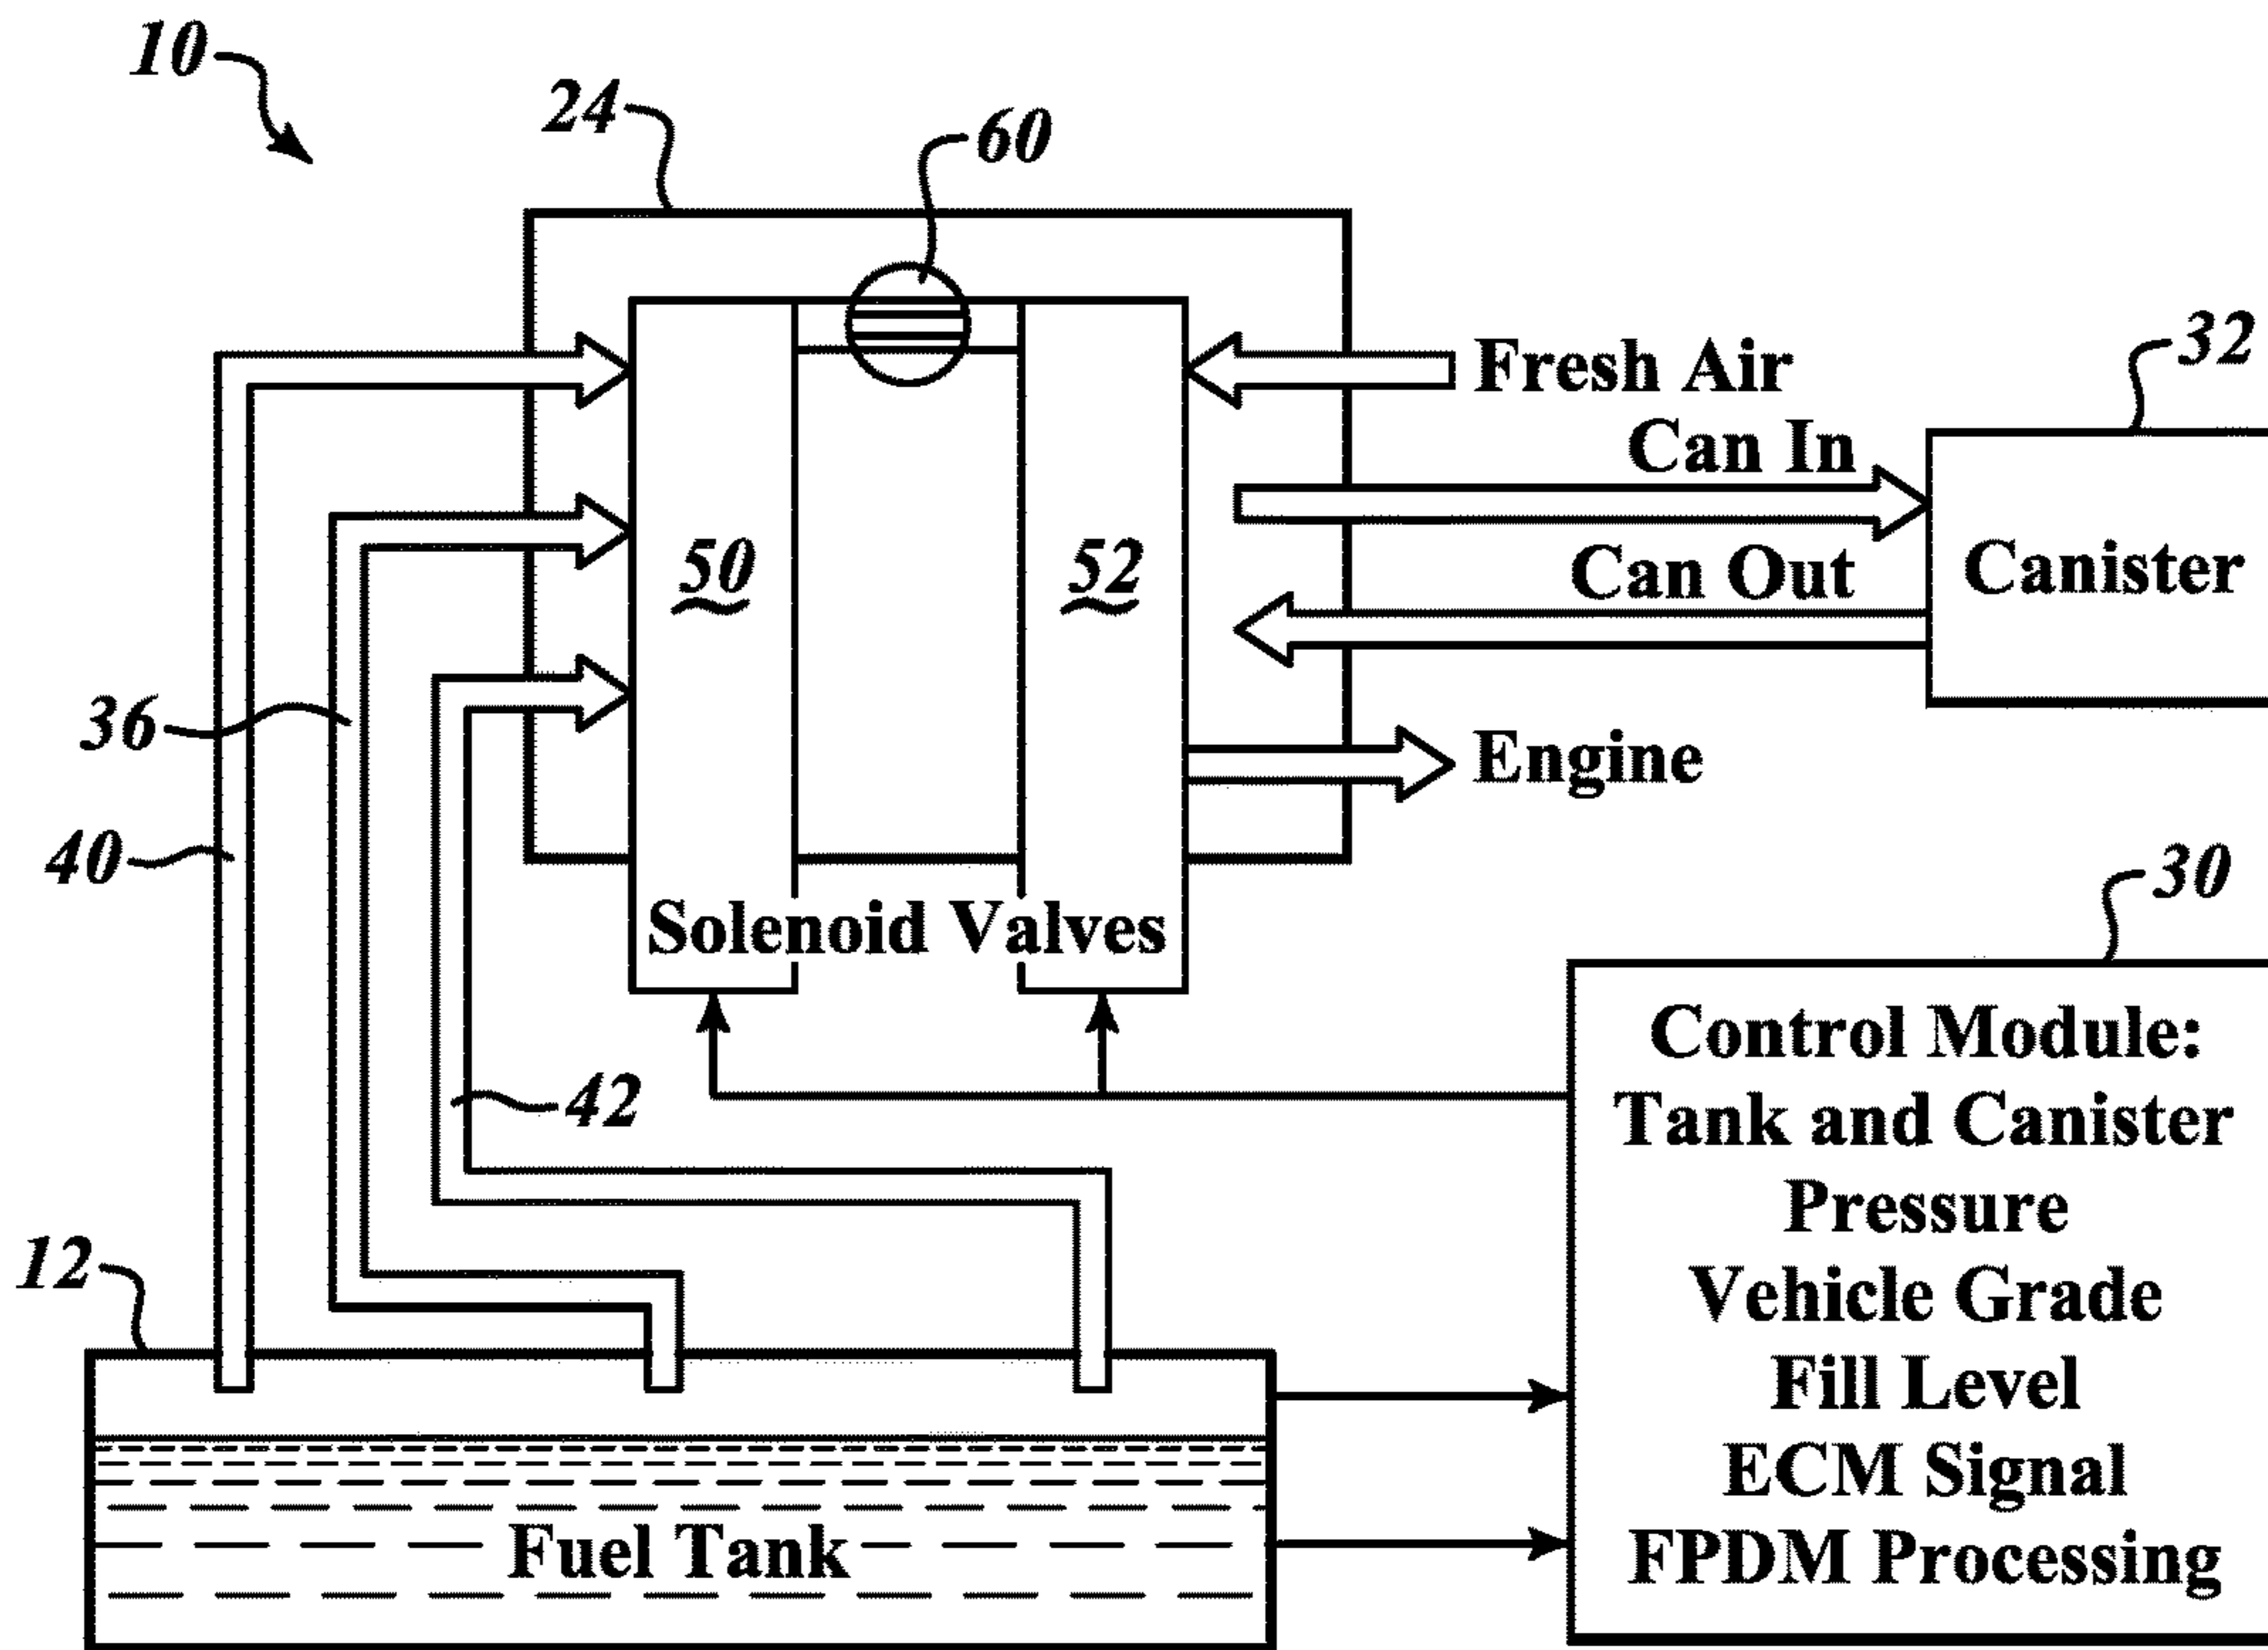 10
24
60
Fresh Air
32
Can In
50
52
Can Out
Canister
36
Engine
40
30
Solenoid Valves
Control Module:
Tank and Canister
Pressure
Vehicle Grade
Fill Level
ECM Signal
FPDM Processing
42
12
Fuel Tank